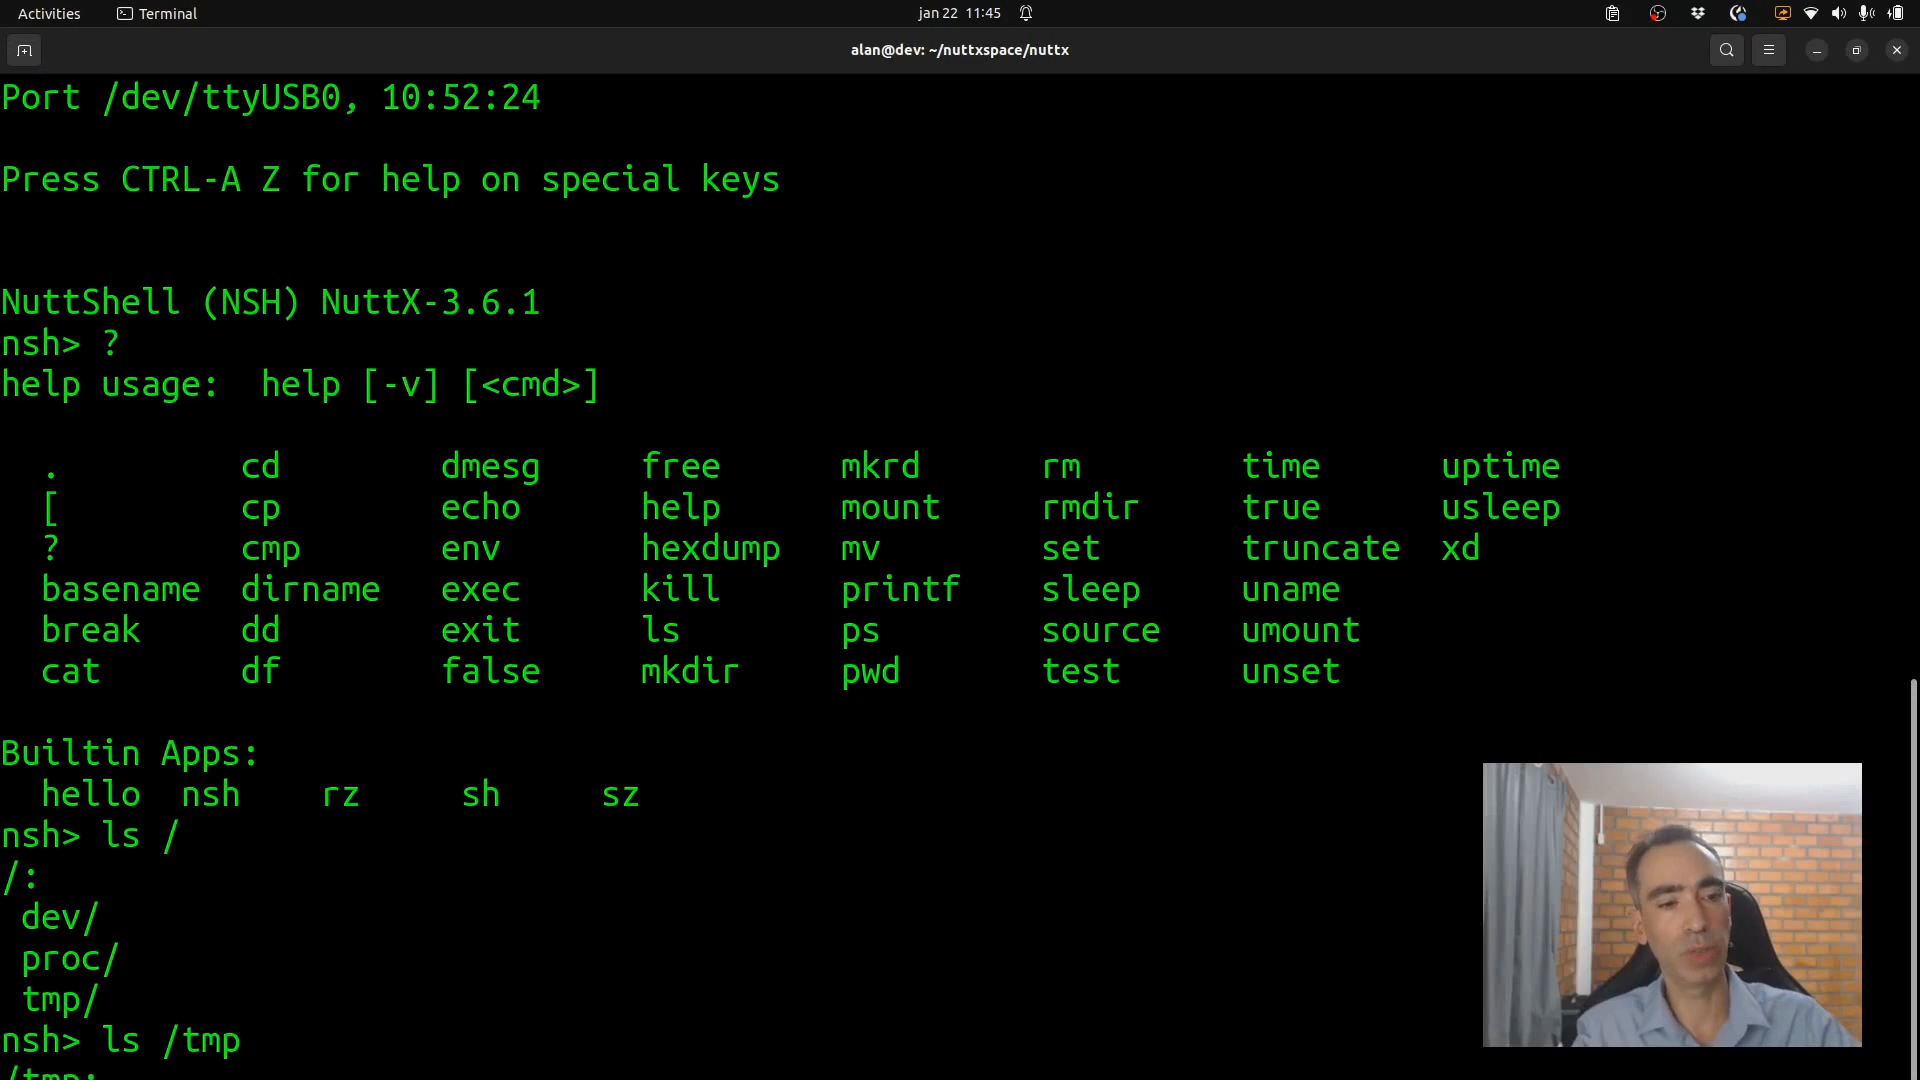 Activities Terminal jan 22 11:45
alan@dev: ~/nuttxspace/nuttx
Port /dev/ttyUSB0, 10:52:24
Press CTRL-A Z for help on special keys
NuttShell (NSH) NuttX-3.6.1
nsh> ?
help usage:  help [-v] [<cmd>]
. cd dmesg free mkrd rm time uptime
[ cp echo help mount rmdir true usleep
? cmp env hexdump mv set truncate xd
basename dirname exec kill printf sleep uname
break dd exit ls ps source umount
cat df false mkdir pwd test unset
Builtin Apps:
hello nsh rz sh sz
nsh> ls /
/:
dev/
proc/
tmp/
nsh> ls /tmp
/tmp: